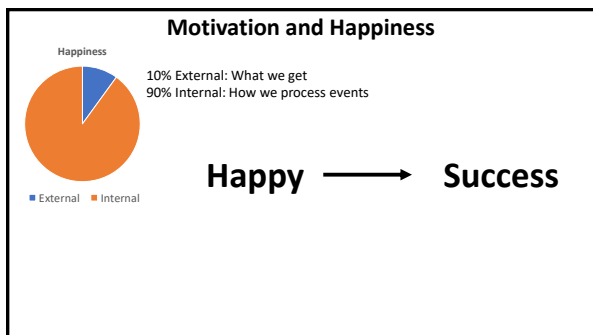 Motivation and Happiness
Happiness
10% External: What we get
90% Internal: How we process events
Happy Success
External Internal